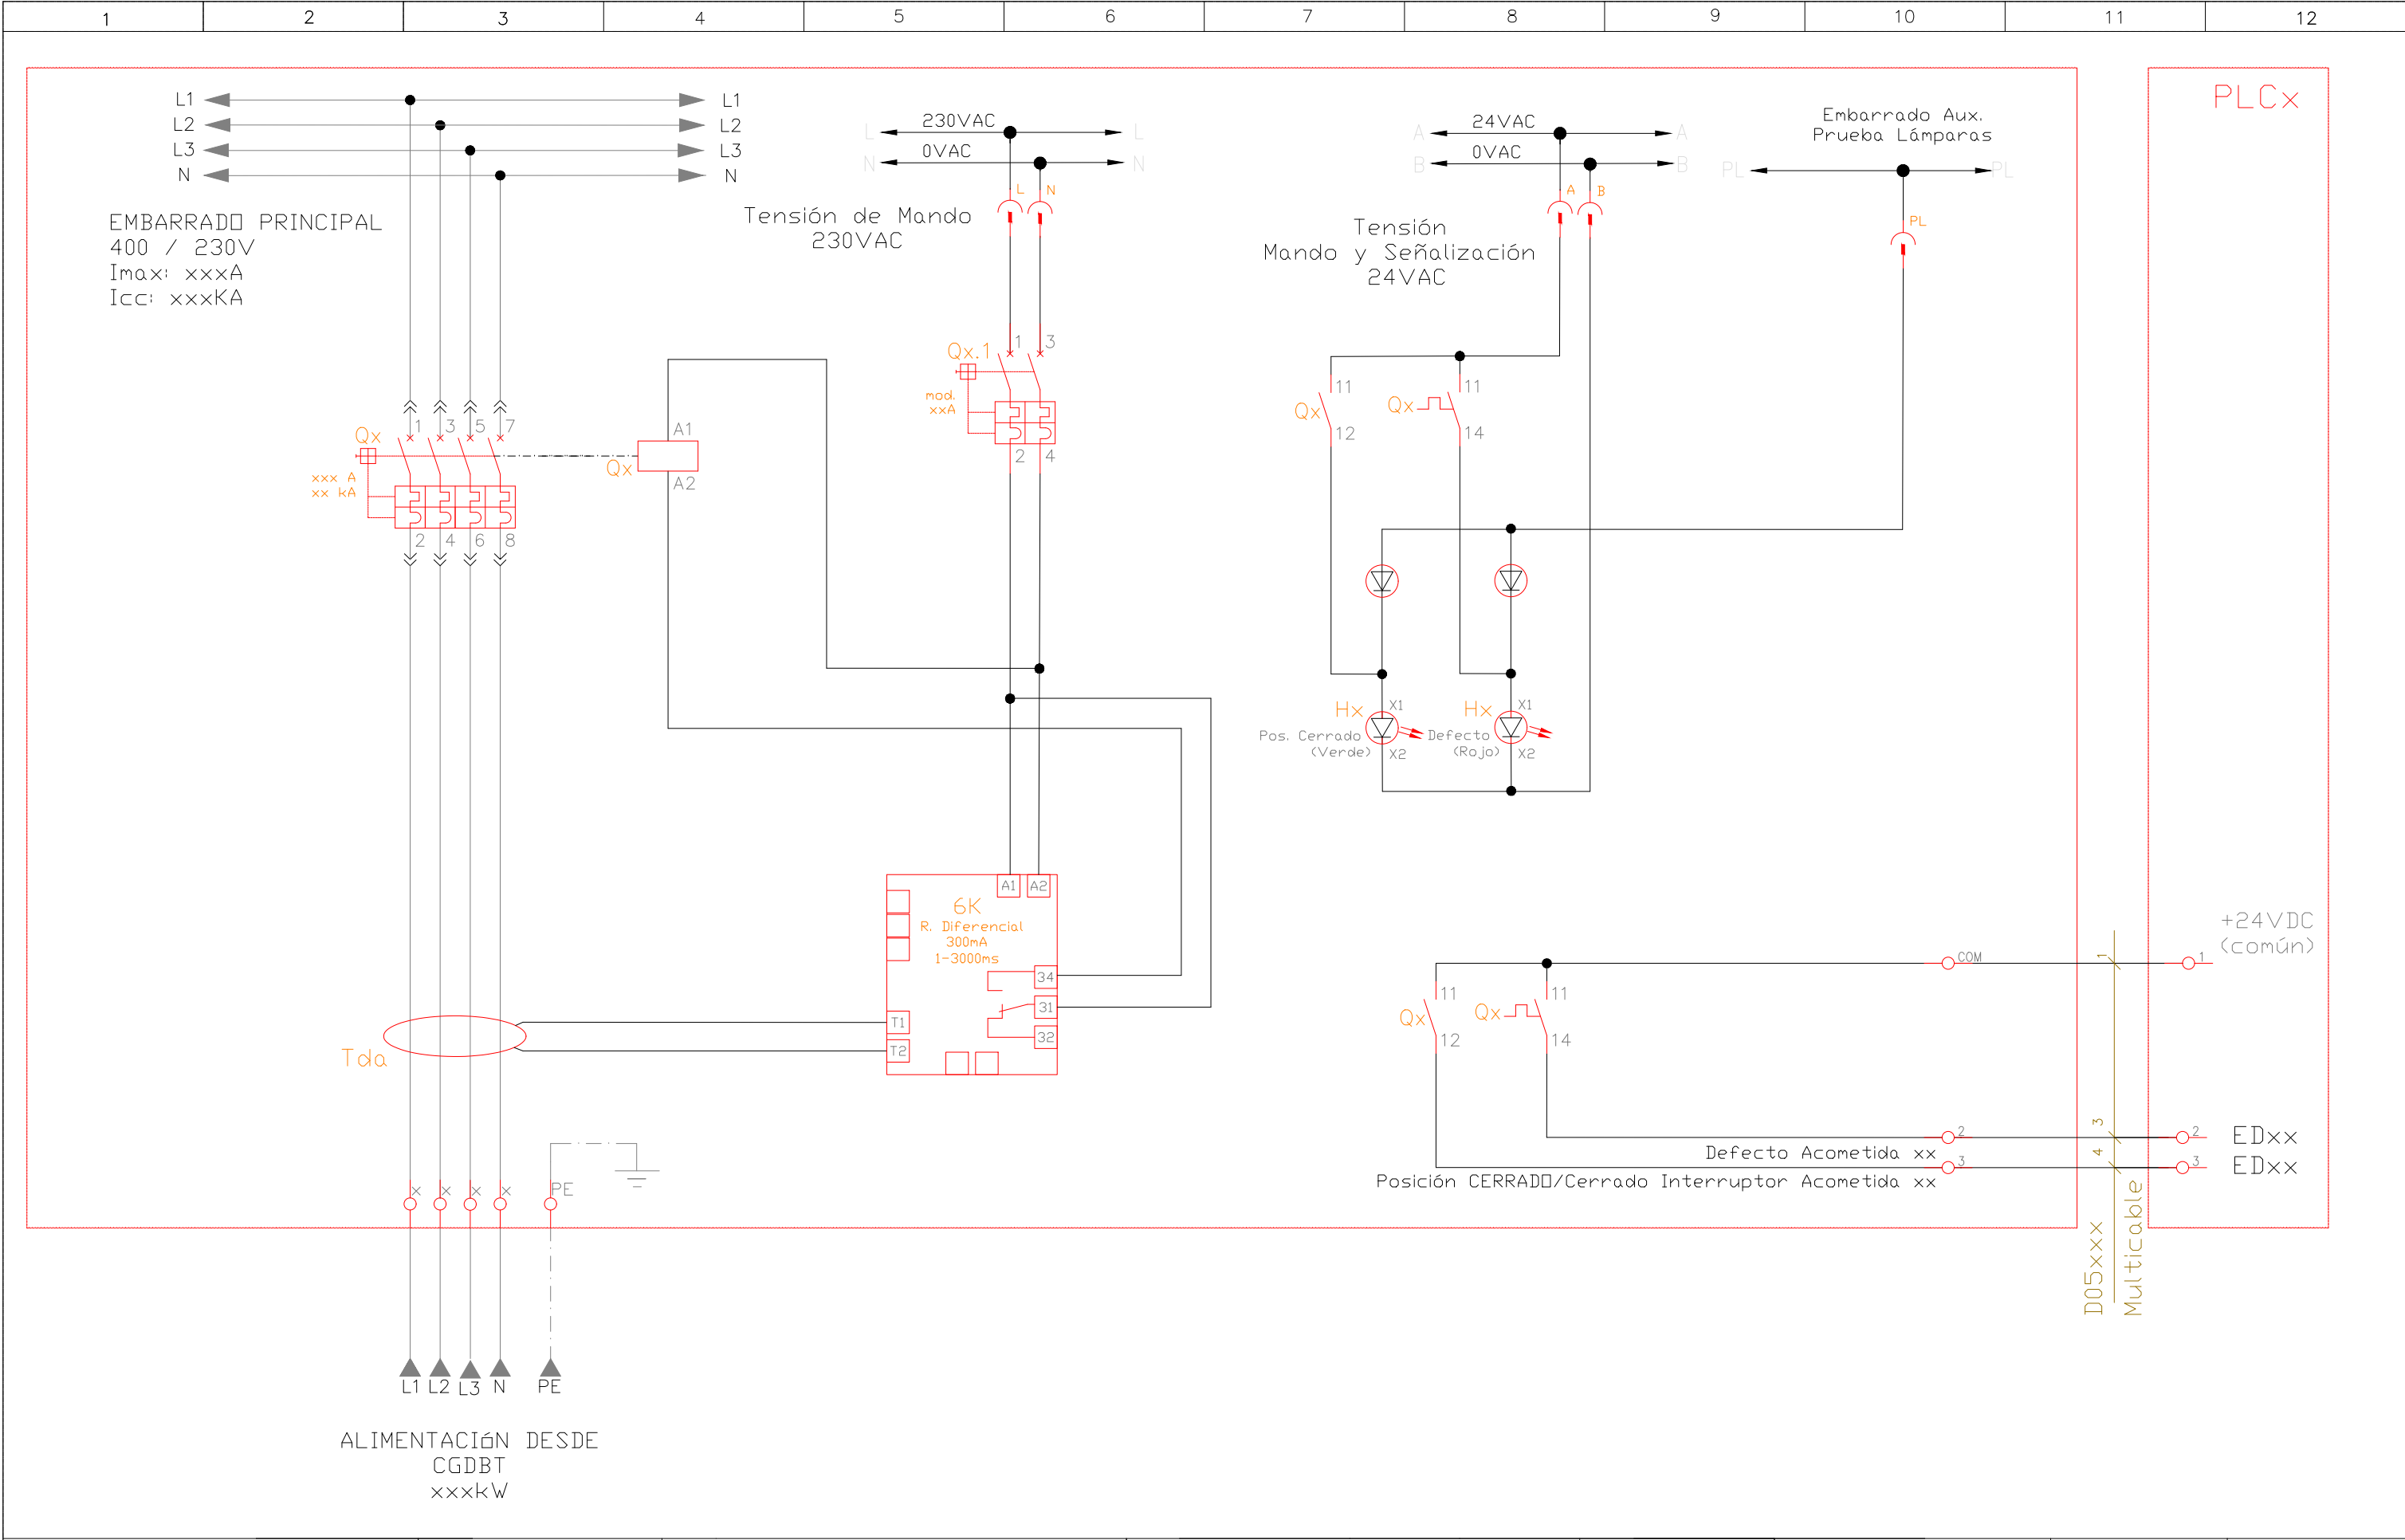 1 2 3 4 5 6 7 8 9 10 11 12
L1 L1
L2 L2
L3 L3
N N
EMBARRADO PRINCIPAL
400 / 230V
Imax: xxxA
Icc: xxxKA
L 230VAC L
N 0VAC N
L N
Tensión de Mando
230VAC
A 24VAC A
B 0VAC B
A B
Tensión
Mando y Señalización
24VAC
Embarrado Aux.
Prueba Lámparas
PL PL
PL
PLCx
1 3 5 7
Qx
xxx A
xx kA
2 4 6 8
A1
Qx
A2
Qx.1
1 3
mod.
xxA
2 4
11
Qx
12
11
Qx
14
Hx X1
Pos. Cerrado
(Verde) X2
Hx X1
Defecto
(Rojo) X2
A1 A2
6K
R. Diferencial
300mA
1-3000ms
34
31
32
T1
T2
Tda
11
Qx
12
11
Qx
14
COM
1
1
+24VDC
(común)
2
3
2
EDxx
Defecto Acometida xx
3
4
3
EDxx
Posición CERRADO/Cerrado Interruptor Acometida xx
D05xxx
Multicable
x x x x PE
L1 L2 L3 N PE
ALIMENTACIóN DESDE
CGDBT
xxxkW